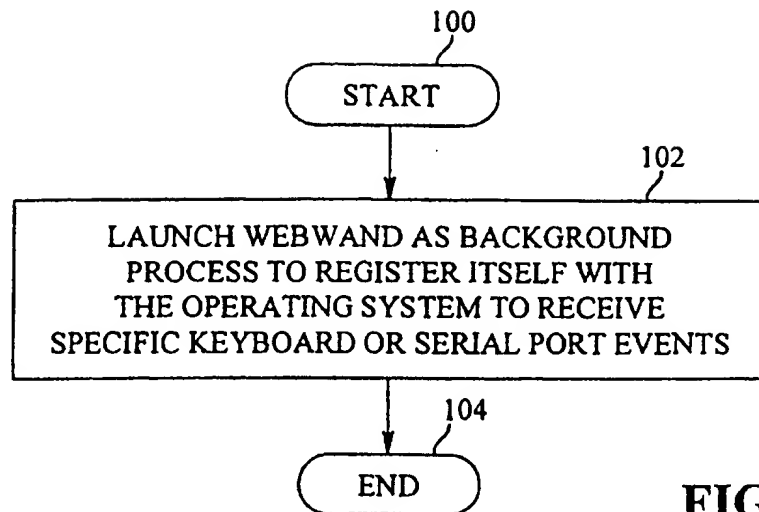 100
START
102
LAUNCH WEBWAND AS BACKGROUND
PROCESS TO REGISTER ITSELF WITH
THE OPERATING SYSTEM TO RECEIVE
SPECIFIC KEYBOARD OR SERIAL PORT EVENTS
104
END
FIG